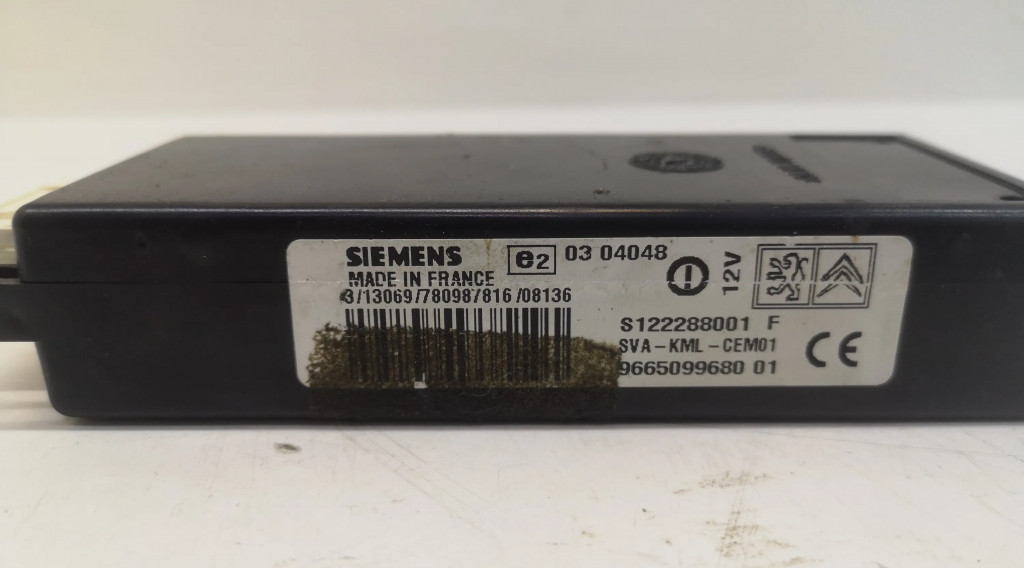 SIEMENS e2 03 04048
MADE IN FRANCE
3/13069/78098/816/08136
12V
S122288001 F
SVA-KML-CEM01
9665099680 01
CE